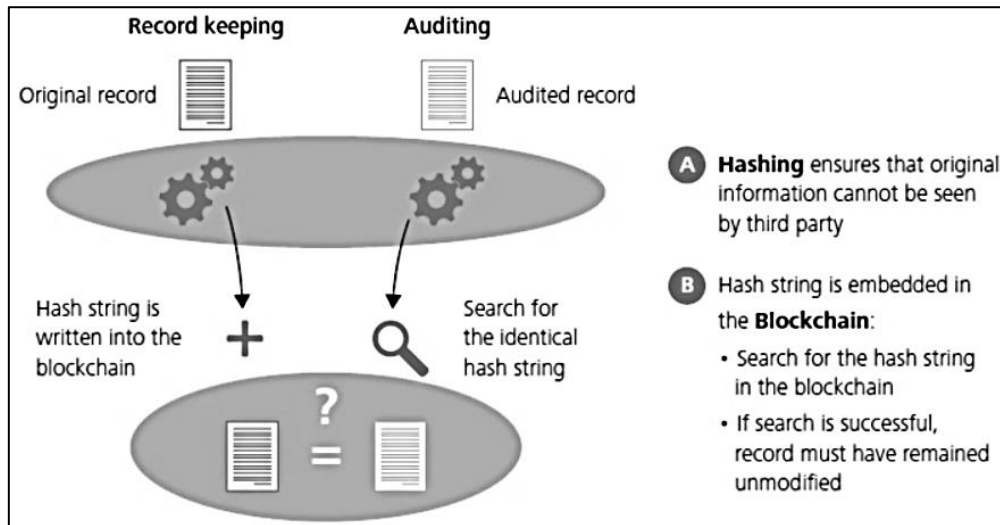 Record keeping
Auditing
Original record
Audited record
A Hashing ensures that original
information cannot be seen
by third party
Hash string is
written into the
blockchain
+
Search for
the identical
hash string
B Hash string is embedded in
the Blockchain:
• Search for the hash string
in the blockchain
• If search is successful,
record must have remained
unmodified
?
=